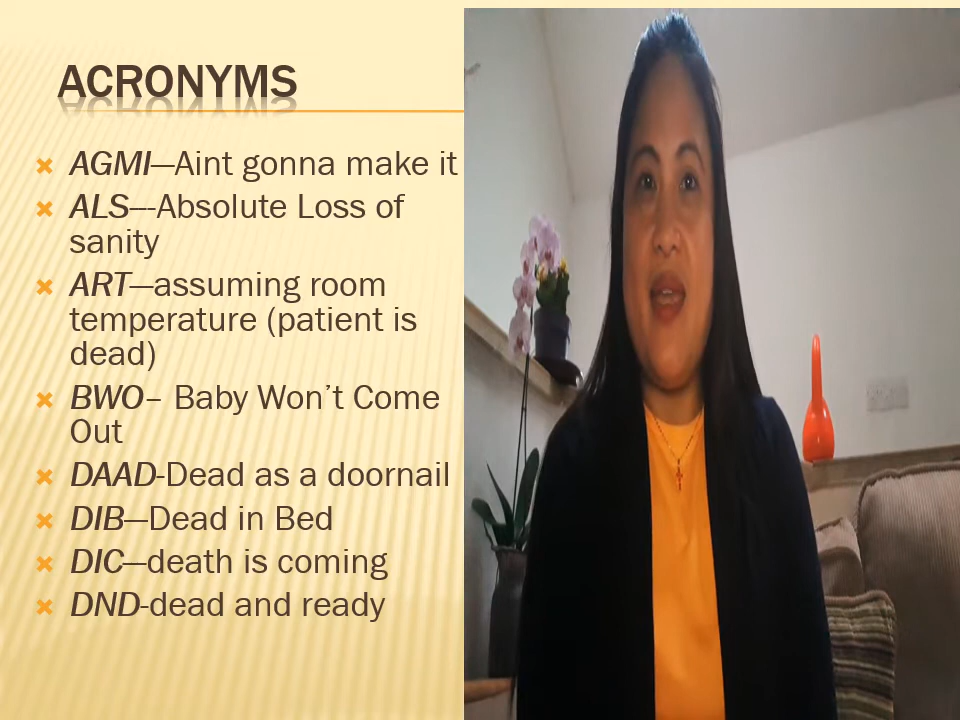 ACRONYMS
AGMI—Aint gonna make it
ALS—-Absolute Loss of
sanity
ART—assuming room
temperature (patient is
dead)
BWO– Baby Won’t Come
Out
DAAD-Dead as a doornail
DIB—Dead in Bed
DIC—death is coming
DND-dead and ready